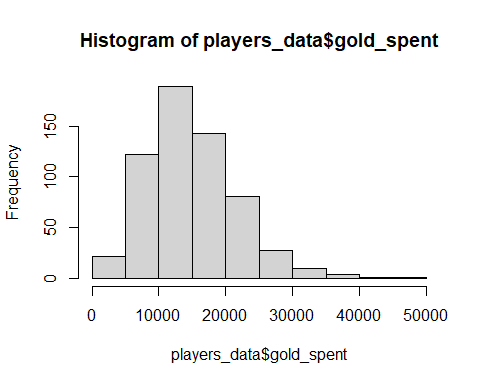 Histogram of players_data$gold_spent
Frequency
150
100
50
0
0 10000 20000 30000 40000 50000
players_data$gold_spent